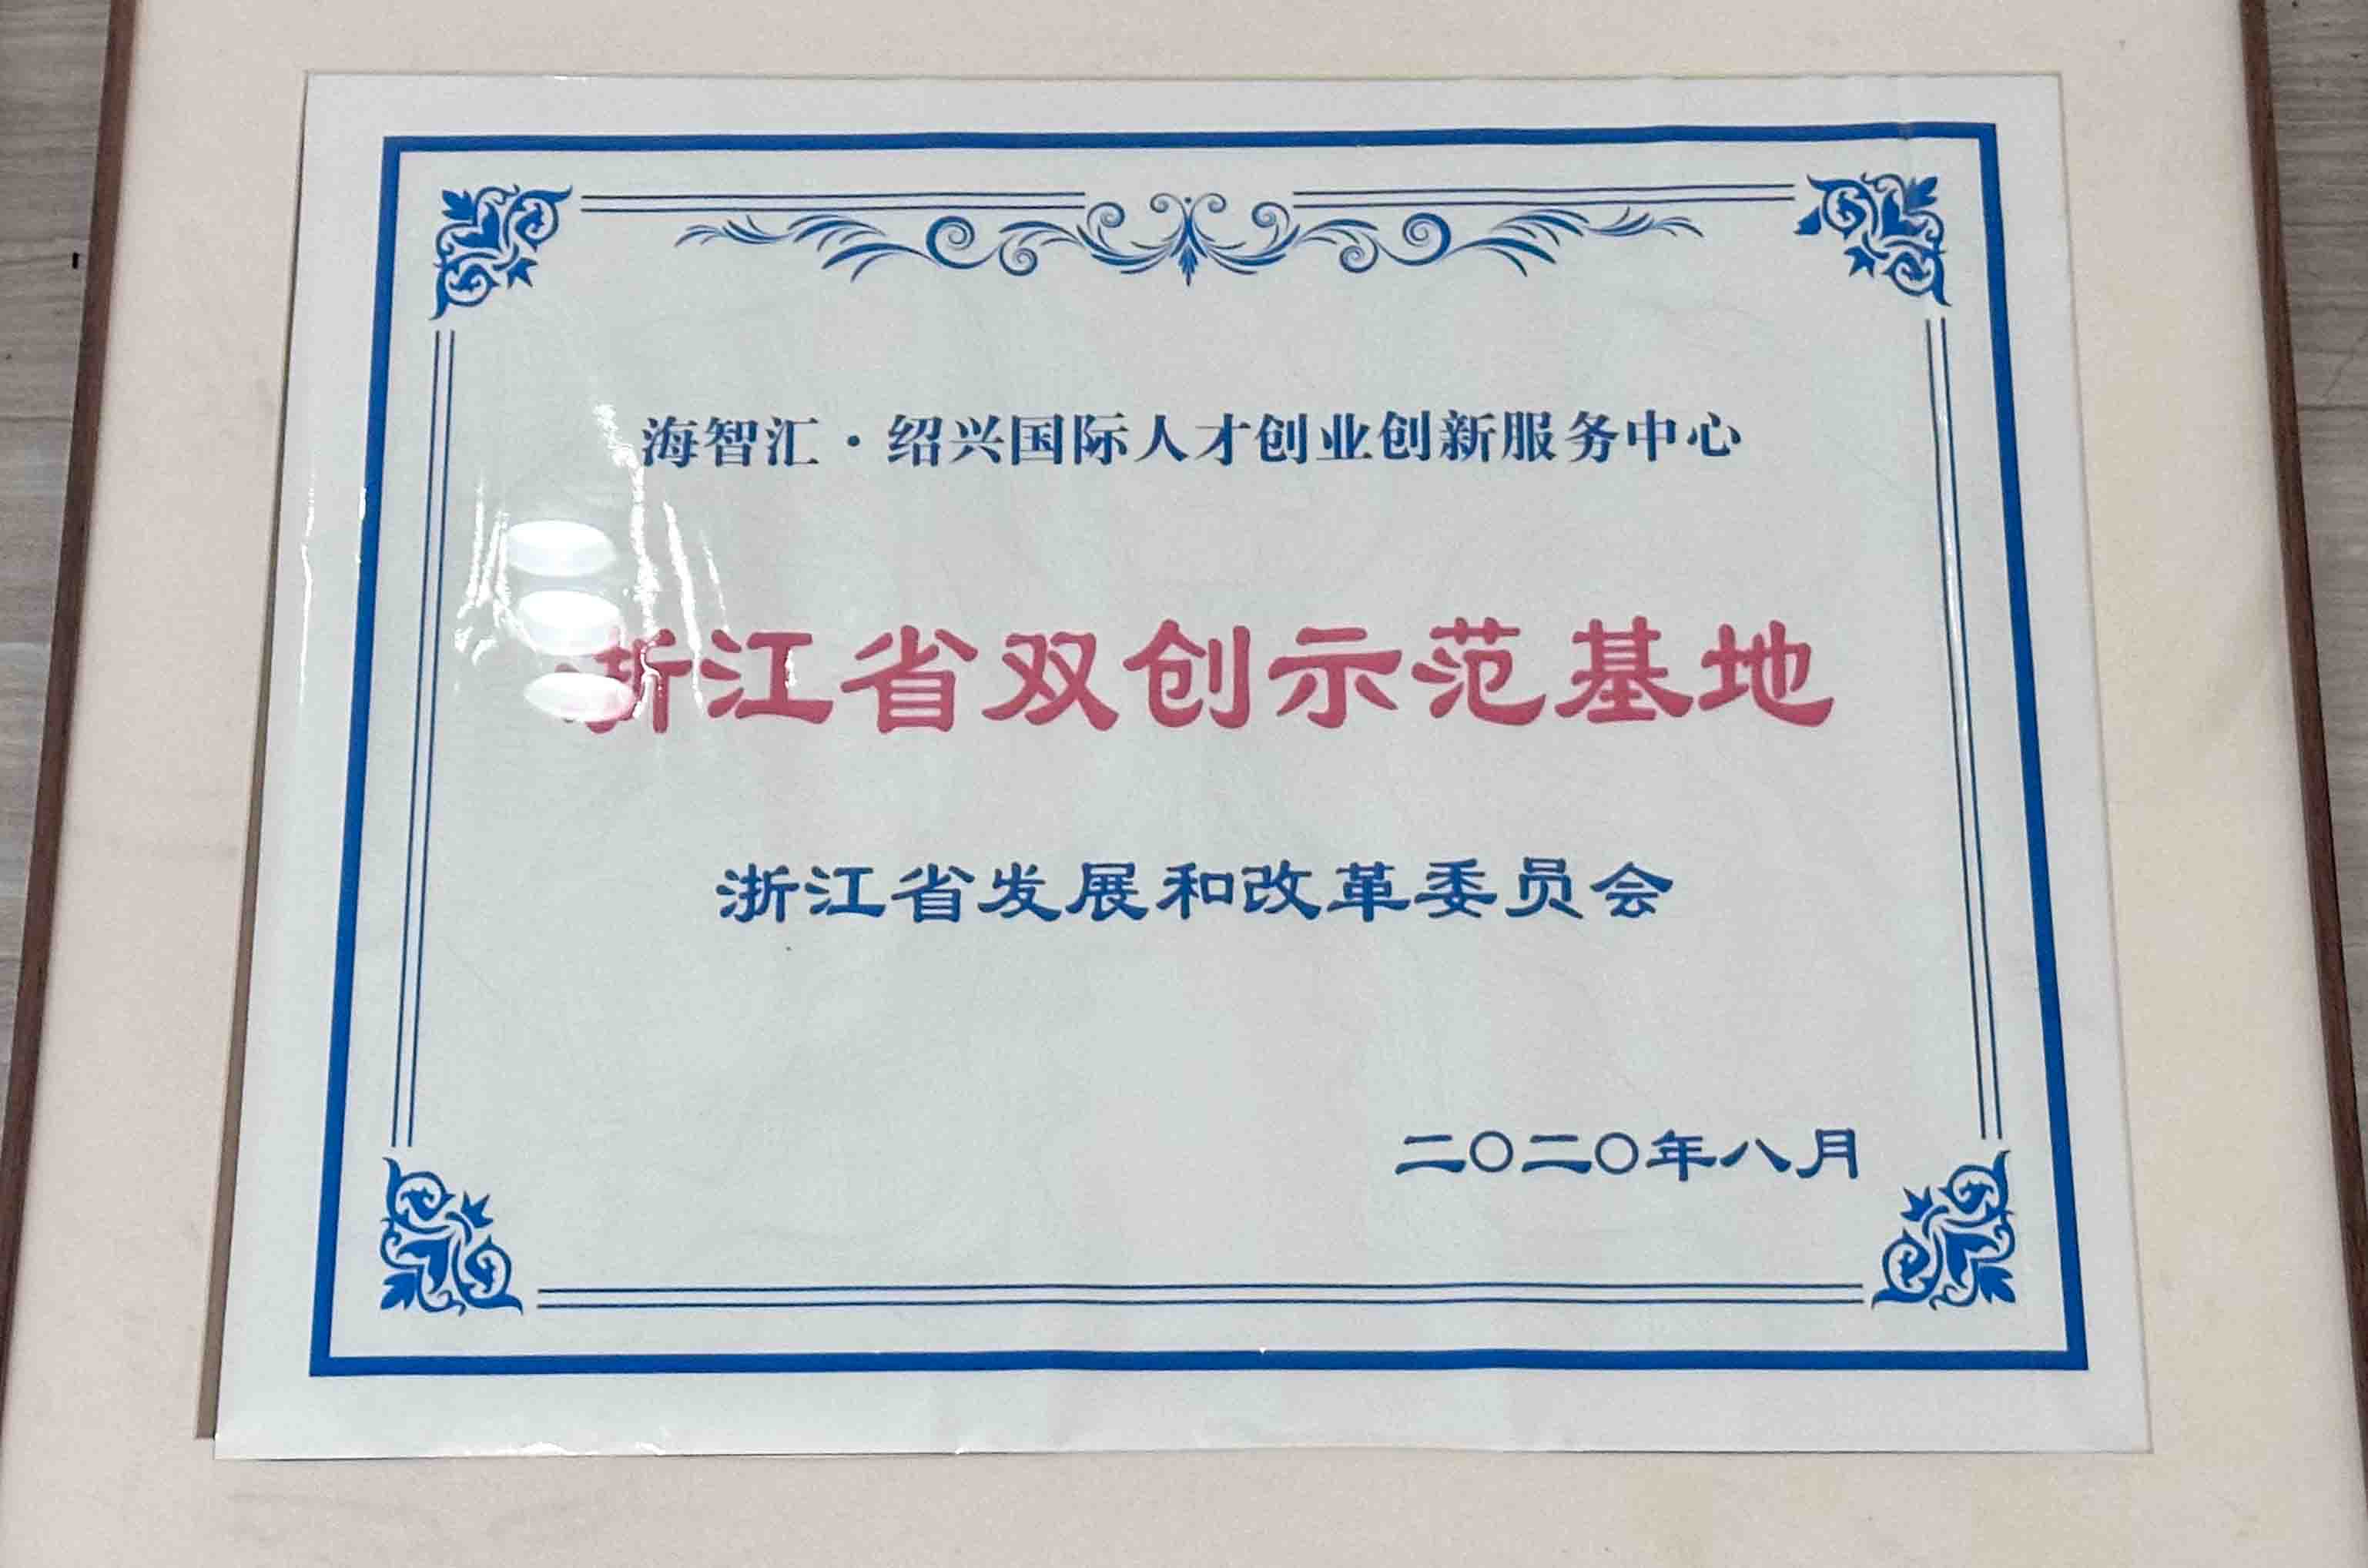 海智汇·绍兴国际人才创业创新服务中心
浙江省双创示范基地
浙江省发展和改革委员会
二〇二〇年八月